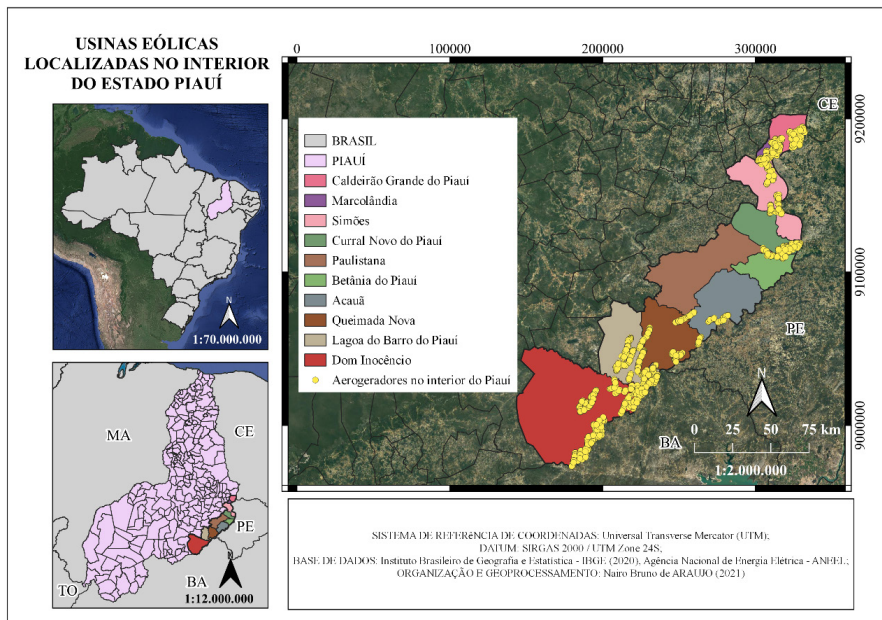 USINAS EÓLICAS
LOCALIZADAS NO INTERIOR
DO ESTADO PIAUÍ
N
1:70.000.000
MA
CE
PE
BA
TO
1:12.000.000
0
100000
200000
300000
9200000
9100000
9000000
BRASIL
PIAUÍ
Caldeirão Grande do Piauí
Marcolândia
Simões
Curral Novo do Piauí
Paulistana
Betânia do Piauí
Acauã
Queimada Nova
Lagoa do Barro do Piauí
Dom Inocêncio
Aerogeradores no interior do Piauí
CE
PE
BA
N
0 25 50 75 km
1:2.000.000
SISTEMA DE REFERêNCIA DE COORDENADAS: Universal Transverse Mercator (UTM);
DATUM: SIRGAS 2000 / UTM Zone 24S;
BASE DE DADOS: Instituto Brasileiro de Geografia e Estatística - IBGE (2020), Agência Nacional de Energia Elétrica - ANEEL;
ORGANIZAÇÃO E GEOPROCESSAMENTO: Nairo Bruno de ARAUJO (2021)